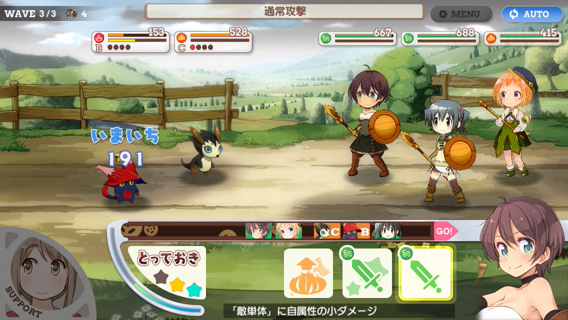 WAVE 3/3 4
通常攻撃
MENU
AUTO
153
B
528
C
667
688
415
いまいち
191
C
B
GO!
とっておき
SUPPORT
「敵単体」に自属性の小ダメージ